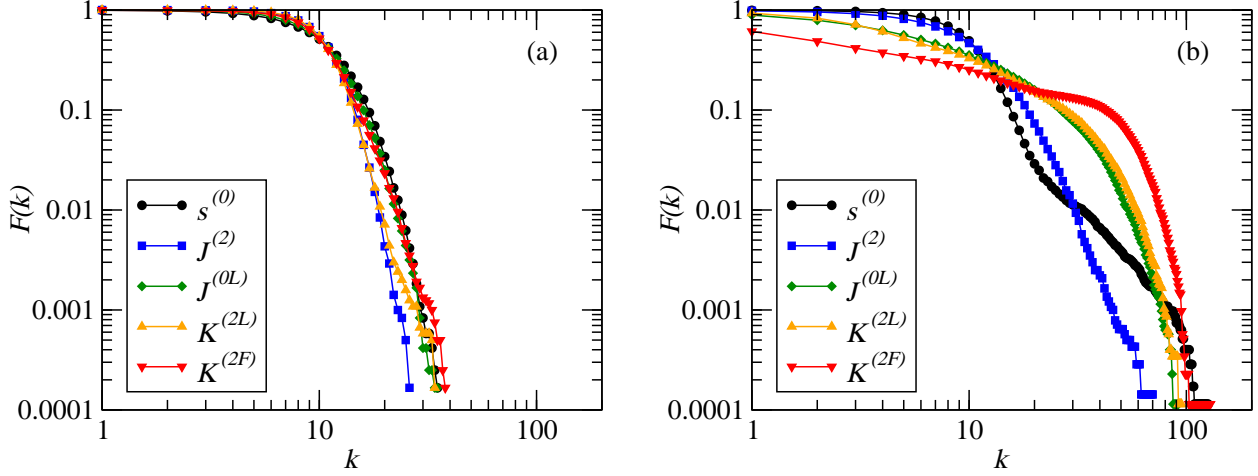 1
0.1
0.01
0.001
0.0001
F(k)
(a)
s^(0)
J^(2)
J^(0L)
K^(2L)
K^(2F)
1 10 100
k
1
0.1
0.01
0.001
0.0001
F(k)
(b)
s^(0)
J^(2)
J^(0L)
K^(2L)
K^(2F)
1 10 100
k